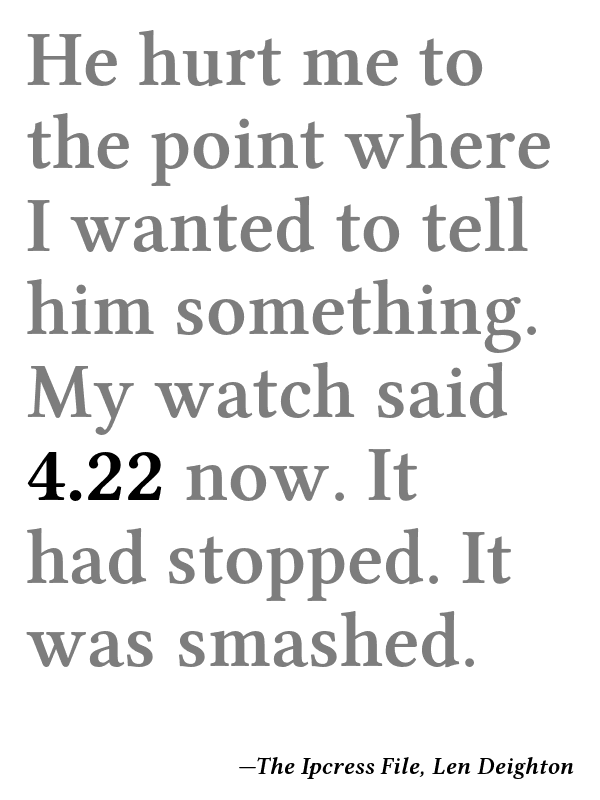 He hurt me to
the point where
I wanted to tell
him something.
My watch said
4.22 now. It
had stopped. It
was smashed.
—The Ipcress File, Len Deighton